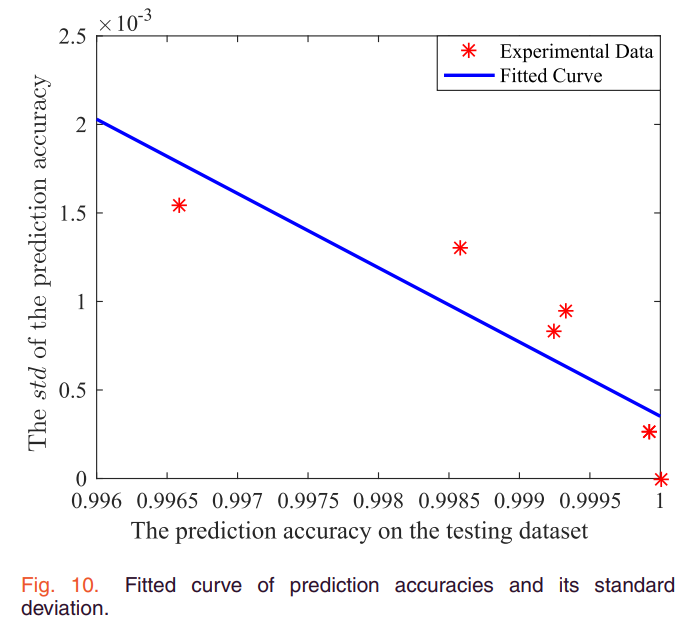 ×10⁻³
2.5
2
1.5
1
0.5
0
The std of the prediction accuracy
Experimental Data
Fitted Curve
0.996 0.9965 0.997 0.9975 0.998 0.9985 0.999 0.9995 1
The prediction accuracy on the testing dataset
Fig. 10. Fitted curve of prediction accuracies and its standard
deviation.